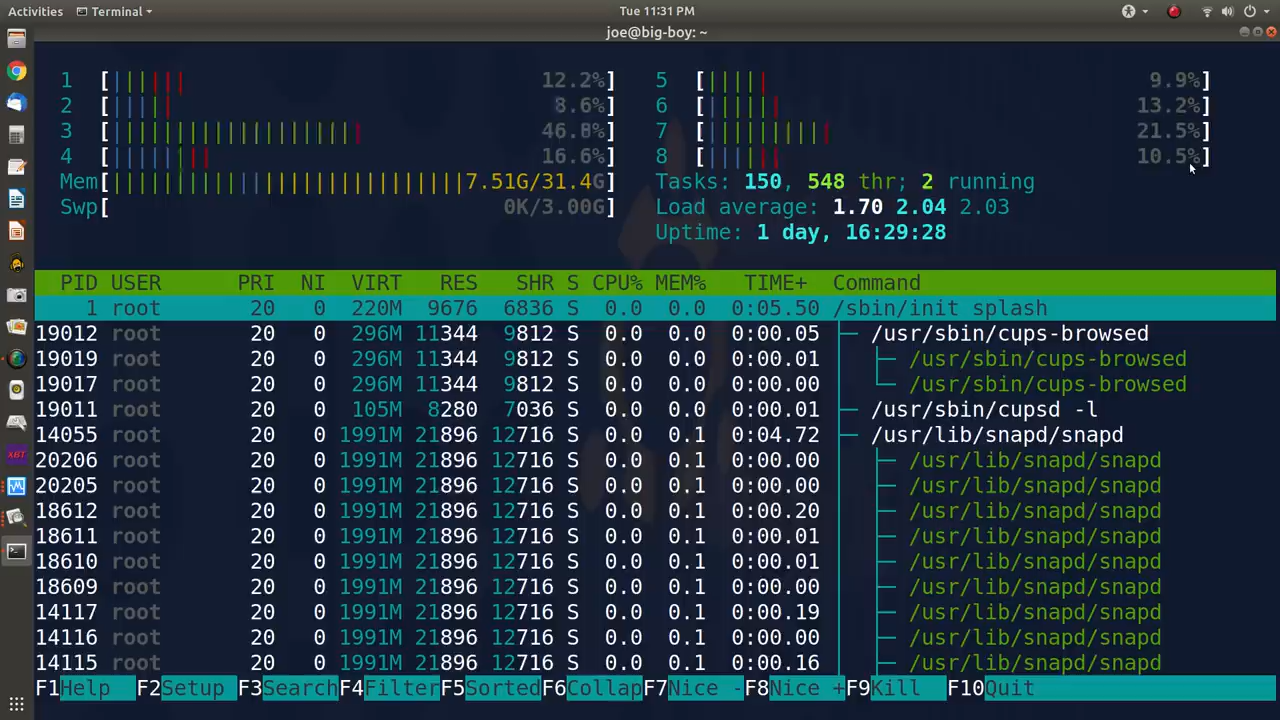 Activities Terminal Tue 11:31 PM
joe@big-boy: ~
1 [|||||| 12.2%] 5 [||||| 9.9%]
2 [||||| 8.6%] 6 [|||||| 13.2%]
3 [||||||||||||||||||| 46.8%] 7 [|||||||||| 21.5%]
4 [|||||||| 16.6%] 8 [|||||| 10.5%]
Mem[|||||||||||||||||||||||||||7.51G/31.4G] Tasks: 150, 548 thr; 2 running
Swp[ 0K/3.00G] Load average: 1.70 2.04 2.03
Uptime: 1 day, 16:29:28
PID USER PRI NI VIRT RES SHR S CPU% MEM% TIME+ Command
1 root 20 0 220M 9676 6836 S 0.0 0.0 0:05.50 /sbin/init splash
19012 root 20 0 296M 11344 9812 S 0.0 0.0 0:00.05 ├─ /usr/sbin/cups-browsed
19019 root 20 0 296M 11344 9812 S 0.0 0.0 0:00.01 │ ├─ /usr/sbin/cups-browsed
19017 root 20 0 296M 11344 9812 S 0.0 0.0 0:00.00 │ └─ /usr/sbin/cups-browsed
19011 root 20 0 105M 8280 7036 S 0.0 0.0 0:00.01 ├─ /usr/sbin/cupsd -l
14055 root 20 0 1991M 21896 12716 S 0.0 0.1 0:04.72 ├─ /usr/lib/snapd/snapd
20206 root 20 0 1991M 21896 12716 S 0.0 0.1 0:00.00 │ ├─ /usr/lib/snapd/snapd
20205 root 20 0 1991M 21896 12716 S 0.0 0.1 0:00.00 │ ├─ /usr/lib/snapd/snapd
18612 root 20 0 1991M 21896 12716 S 0.0 0.1 0:00.20 │ ├─ /usr/lib/snapd/snapd
18611 root 20 0 1991M 21896 12716 S 0.0 0.1 0:00.01 │ ├─ /usr/lib/snapd/snapd
18610 root 20 0 1991M 21896 12716 S 0.0 0.1 0:00.01 │ ├─ /usr/lib/snapd/snapd
18609 root 20 0 1991M 21896 12716 S 0.0 0.1 0:00.00 │ ├─ /usr/lib/snapd/snapd
14117 root 20 0 1991M 21896 12716 S 0.0 0.1 0:00.19 │ ├─ /usr/lib/snapd/snapd
14116 root 20 0 1991M 21896 12716 S 0.0 0.1 0:00.00 │ ├─ /usr/lib/snapd/snapd
14115 root 20 0 1991M 21896 12716 S 0.0 0.1 0:00.16 │ ├─ /usr/lib/snapd/snapd
F1Help F2Setup F3SearchF4FilterF5SortedF6CollapF7Nice -F8Nice +F9Kill F10Quit
XBT